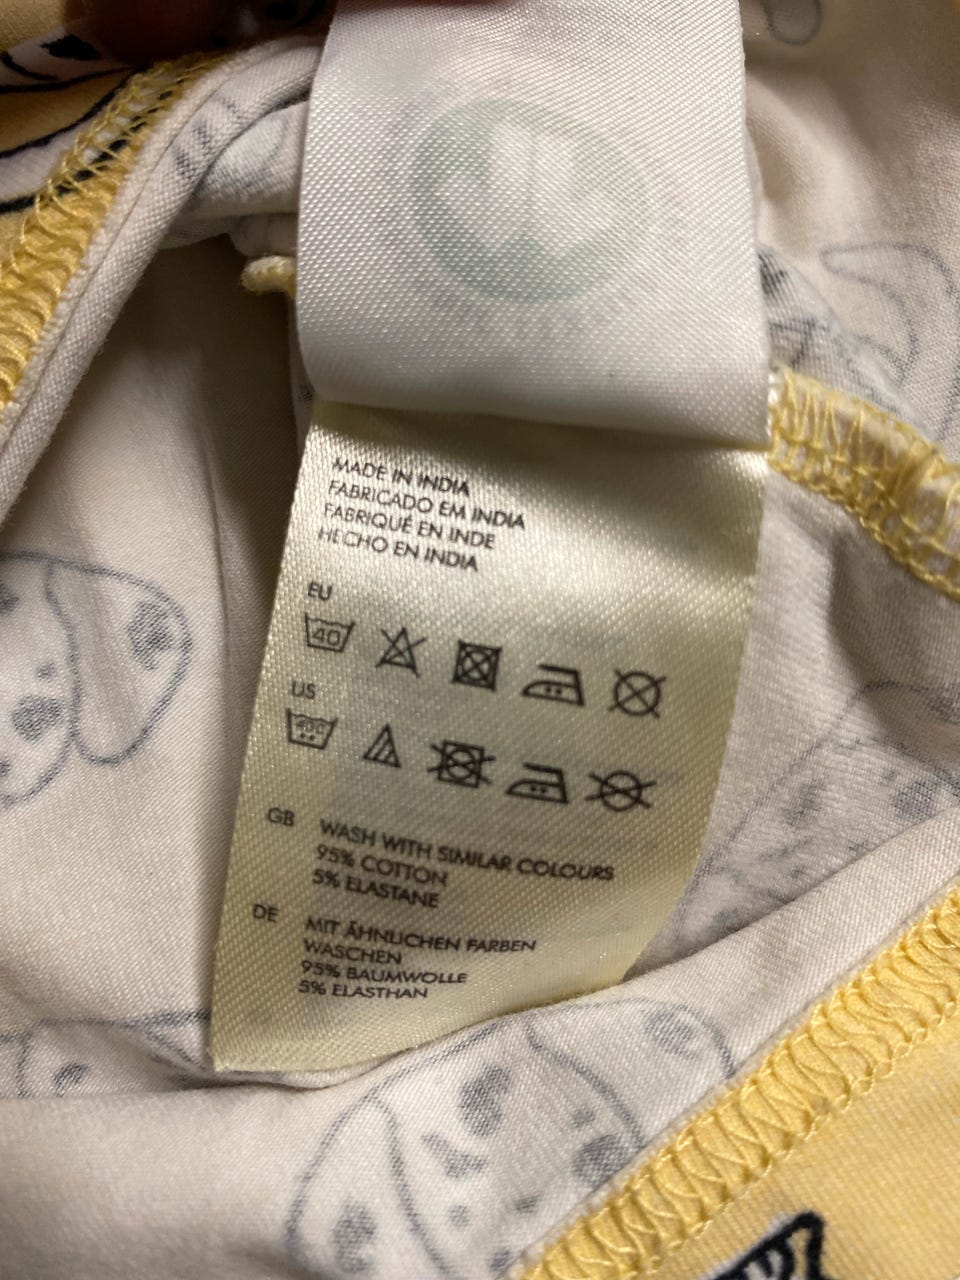 MADE IN INDIA
FABRICADO EM INDIA
FABRIQUÉ EN INDE
HECHO EN INDIA
EU
40
US
GB
WASH WITH SIMILAR COLOURS
95% COTTON
5% ELASTANE
DE
MIT ÄHNLICHEN FARBEN
WASCHEN
95% BAUMWOLLE
5% ELASTHAN